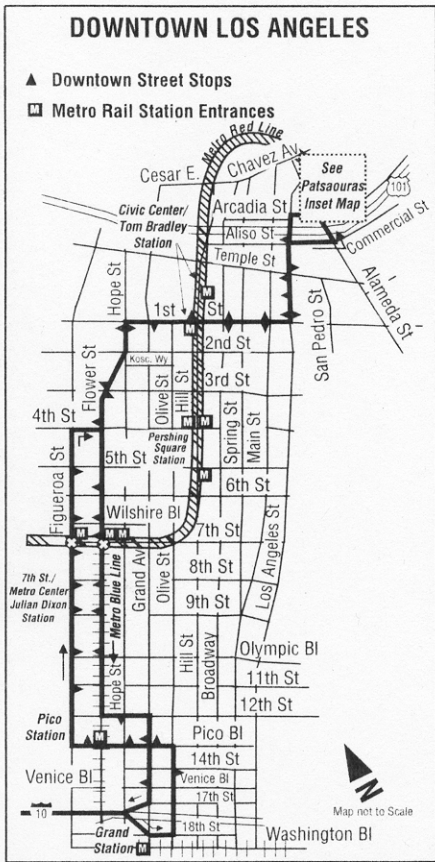 DOWNTOWN LOS ANGELES
Downtown Street Stops
M Metro Rail Station Entrances
Metro Red Line
Cesar E. Chavez Av
See
Patsaouras
Inset Map
101
Arcadia St
Aliso St
Commercial St
Civic Center/
Tom Bradley
Station
Temple St
Alameda St
Hope St
M
1st St
M
San Pedro St
2nd St
Kosc. Wy
Flower St
Olive St
Hill St
3rd St
Spring St
Main St
4th St
M M
Pershing
Square
Station
5th St
M
6th St
Figueroa St
Wilshire Bl
M M M
7th St
Los Angeles St
7th St./
Metro Center
Julian Dixon
Station
Metro Blue Line
Grand Av
Olive St
8th St
9th St
Hill St
Broadway
Olympic Bl
Hope St
11th St
12th St
Pico
Station
M
Pico Bl
14th St
Venice Bl
Venice Bl
17th St
10
18th St
Map not to Scale
Grand
Station
M
Washington Bl